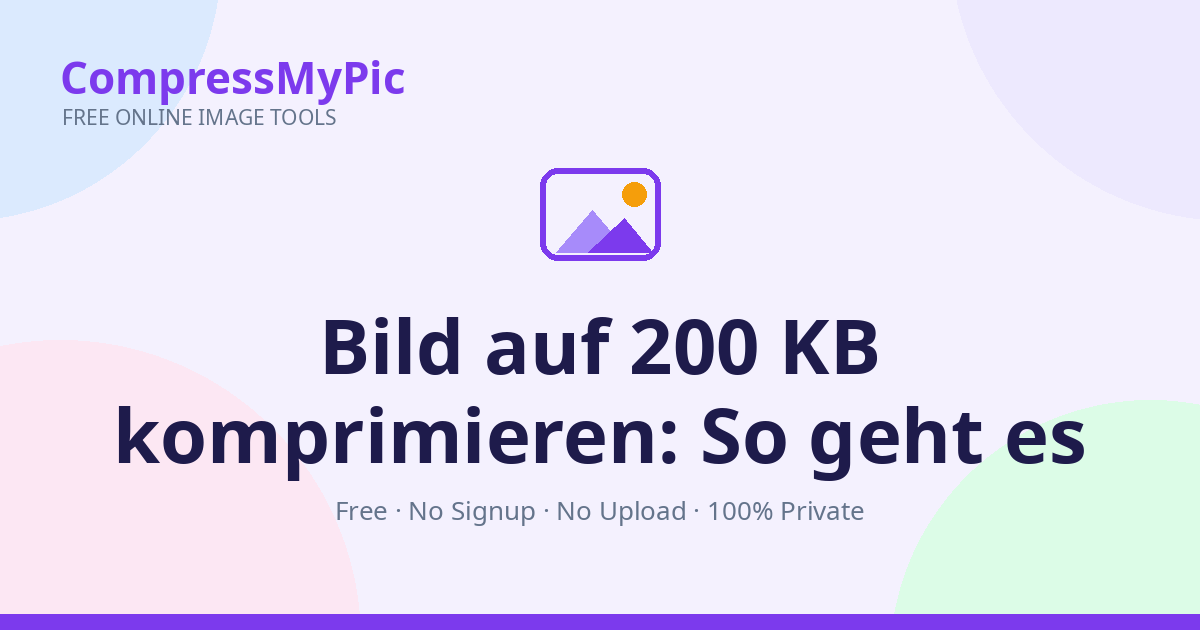 CompressMyPic
FREE ONLINE IMAGE TOOLS
Bild auf 200 KB
komprimieren: So geht es
Free · No Signup · No Upload · 100% Private